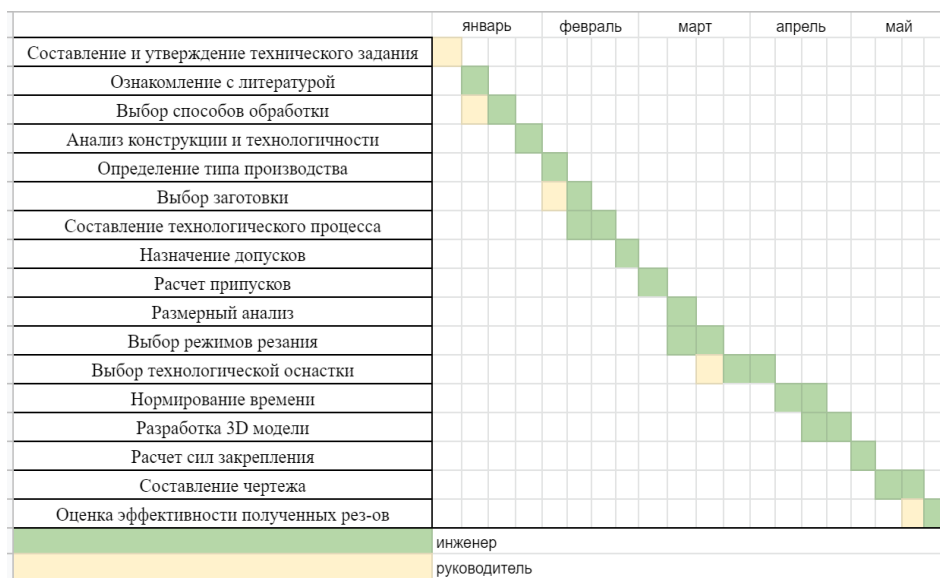 январь февраль март апрель май
Составление и утверждение технического задания
Ознакомление с литературой
Выбор способов обработки
Анализ конструкции и технологичности
Определение типа производства
Выбор заготовки
Составление технологического процесса
Назначение допусков
Расчет припусков
Размерный анализ
Выбор режимов резания
Выбор технологической оснастки
Нормирование времени
Разработка 3D модели
Расчет сил закрепления
Составление чертежа
Оценка эффективности полученных рез-ов
инженер
руководитель